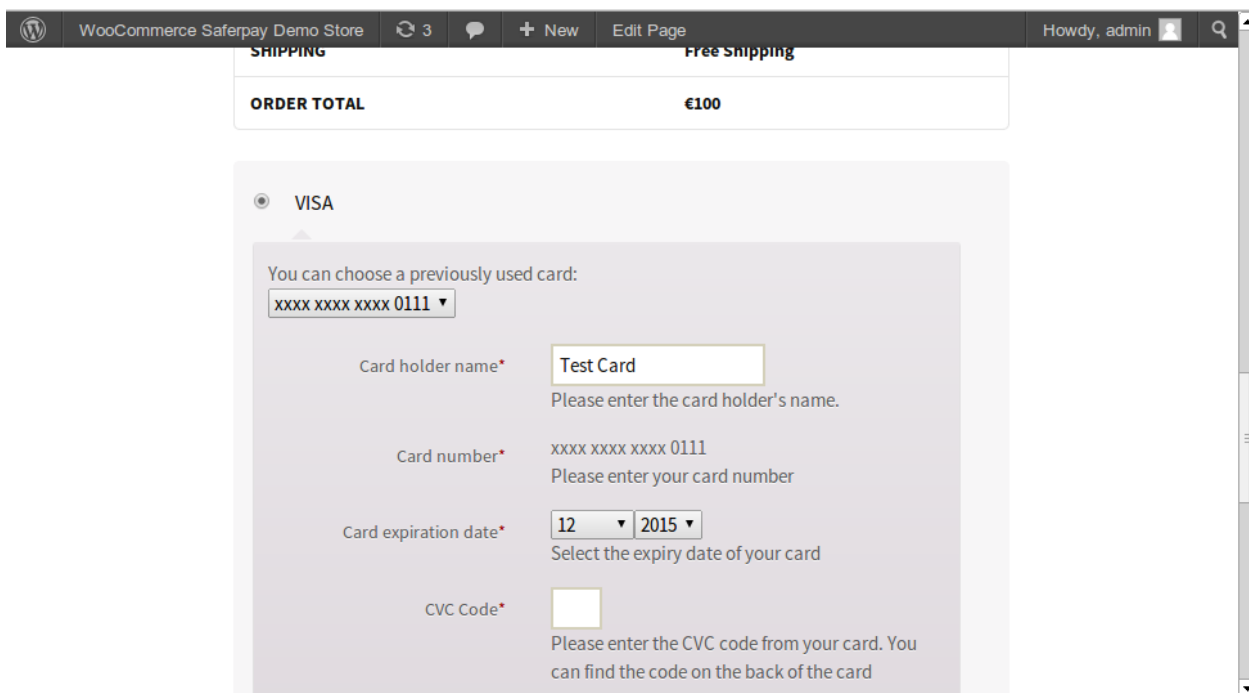 WooCommerce Saferpay Demo Store 3 + New Edit Page Howdy, admin
SHIPPING Free Shipping
ORDER TOTAL €100
VISA
You can choose a previously used card:
xxxx xxxx xxxx 0111
Card holder name* Test Card
Please enter the card holder's name.
Card number* xxxx xxxx xxxx 0111
Please enter your card number
Card expiration date* 12 2015
Select the expiry date of your card
CVC Code*
Please enter the CVC code from your card. You
can find the code on the back of the card